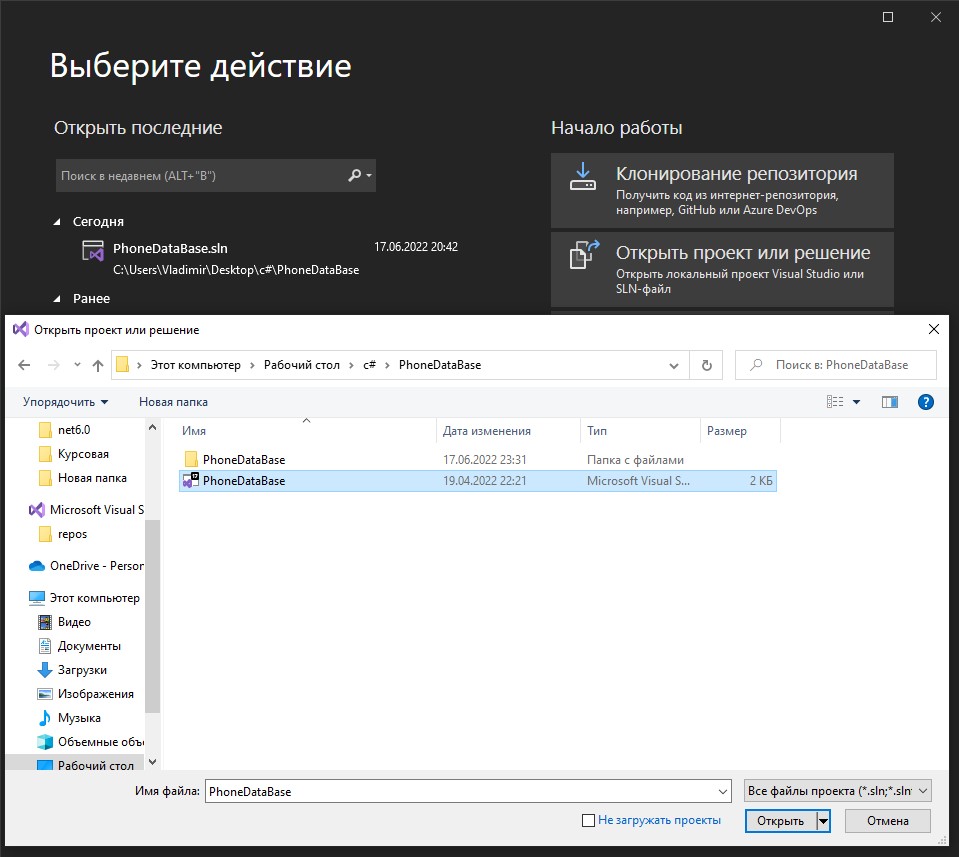 Выберите действие
Открыть последние
Начало работы
Поиск в недавнем (ALT+"В")
Клонирование репозитория
Получить код из интернет-репозитория,
например, GitHub или Azure DevOps
Сегодня
PhoneDataBase.sln 17.06.2022 20:42
C:\Users\Vladimir\Desktop\c#\PhoneDataBase
Открыть проект или решение
Открыть локальный проект Visual Studio или
SLN-файл
Ранее
Открыть проект или решение
Этот компьютер > Рабочий стол > c# > PhoneDataBase
Поиск в: PhoneDataBase
Упорядочить
Новая папка
net6.0
Курсовая
Новая папка
Microsoft Visual S
repos
OneDrive - Person
Этот компьютер
Видео
Документы
Загрузки
Изображения
Музыка
Объемные объ
Рабочий стол
Имя Дата изменения Тип Размер
PhoneDataBase 17.06.2022 23:31 Папка с файлами
PhoneDataBase 19.04.2022 22:21 Microsoft Visual S... 2 КБ
Имя файла: PhoneDataBase
Все файлы проекта (*.sln;*.sln
Не загружать проекты
Открыть
Отмена